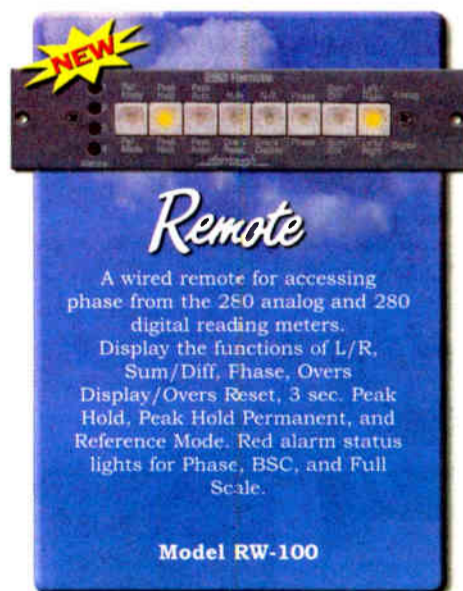 NEW
280 Remote
Remote
A wired remote for accessing
phase from the 280 analog and 280
digital reading meters.
Display the functions of L/R,
Sum/Diff, Fhase, Overs
Display/Overs Reset, 3 sec. Peak
Hold, Peak Hold Permanent, and
Reference Mode. Red alarm status
lights for Phase, BSC, and Full
Scale.
Model RW-100